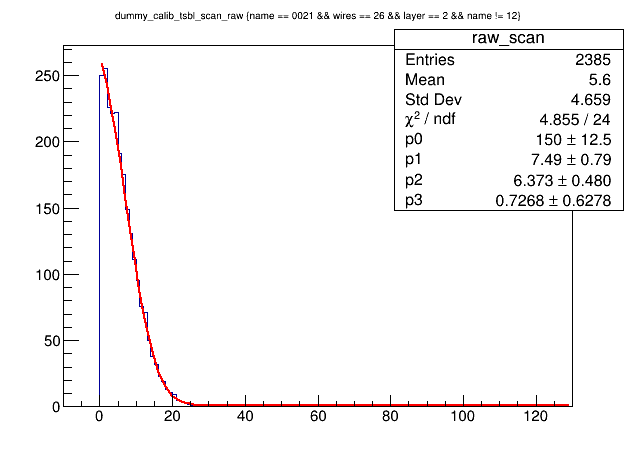 dummy_calib_tsbl_scan_raw {name == 0021 && wires == 26 && layer == 2 && name != 12}
raw_scan
Entries 2385
Mean 5.6
Std Dev 4.659
χ² / ndf 4.855 / 24
p0 150 ± 12.5
p1 7.49 ± 0.79
p2 6.373 ± 0.480
p3 0.7268 ± 0.6278
250
200
150
100
50
0
0 20 40 60 80 100 120